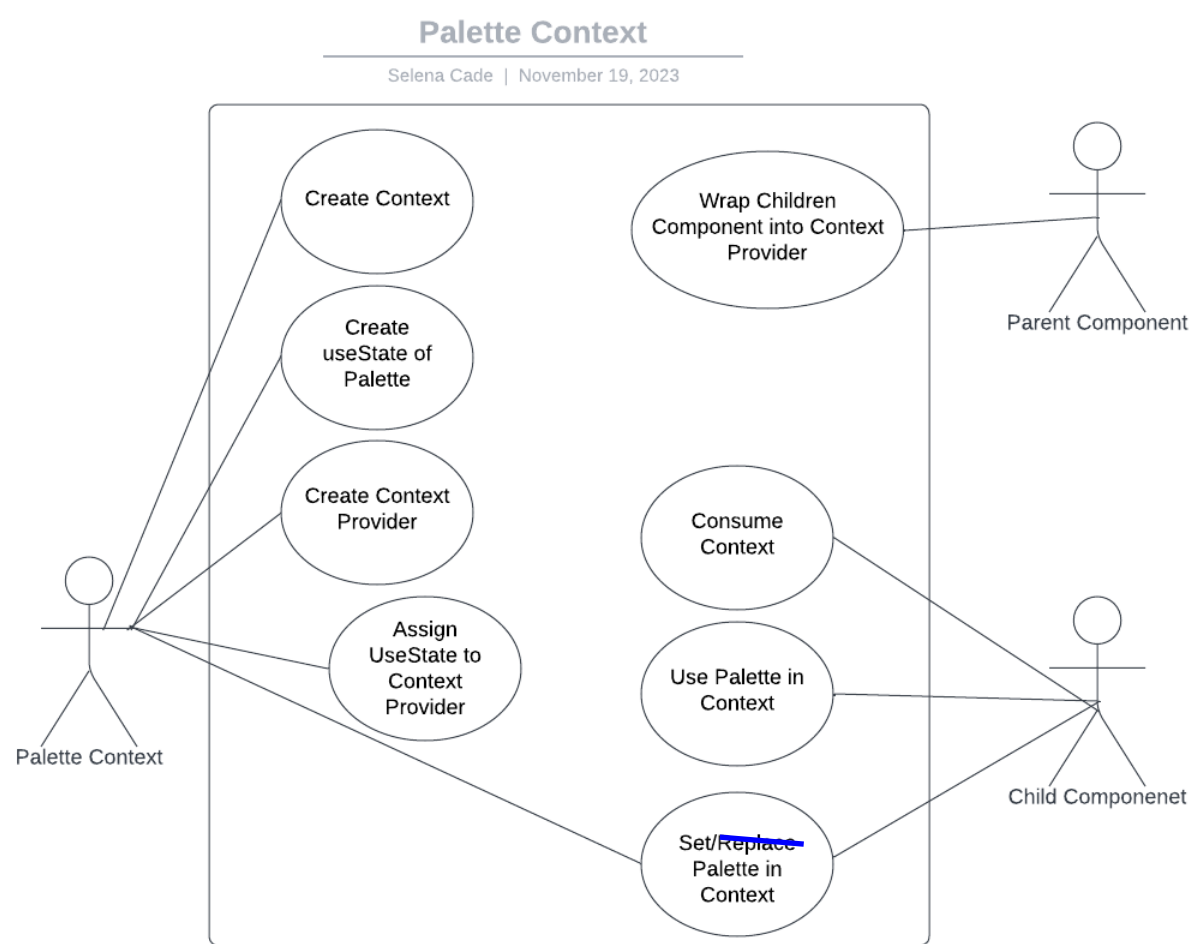 Palette Context
Selena Cade | November 19, 2023
Create Context
Wrap Children
Component into Context
Provider
Parent Component
Create
useState of
Palette
Create Context
Provider
Consume
Context
Assign
UseState to
Context
Provider
Use Palette in
Context
Palette Context
Child Componenet
Set/Replace
Palette in
Context